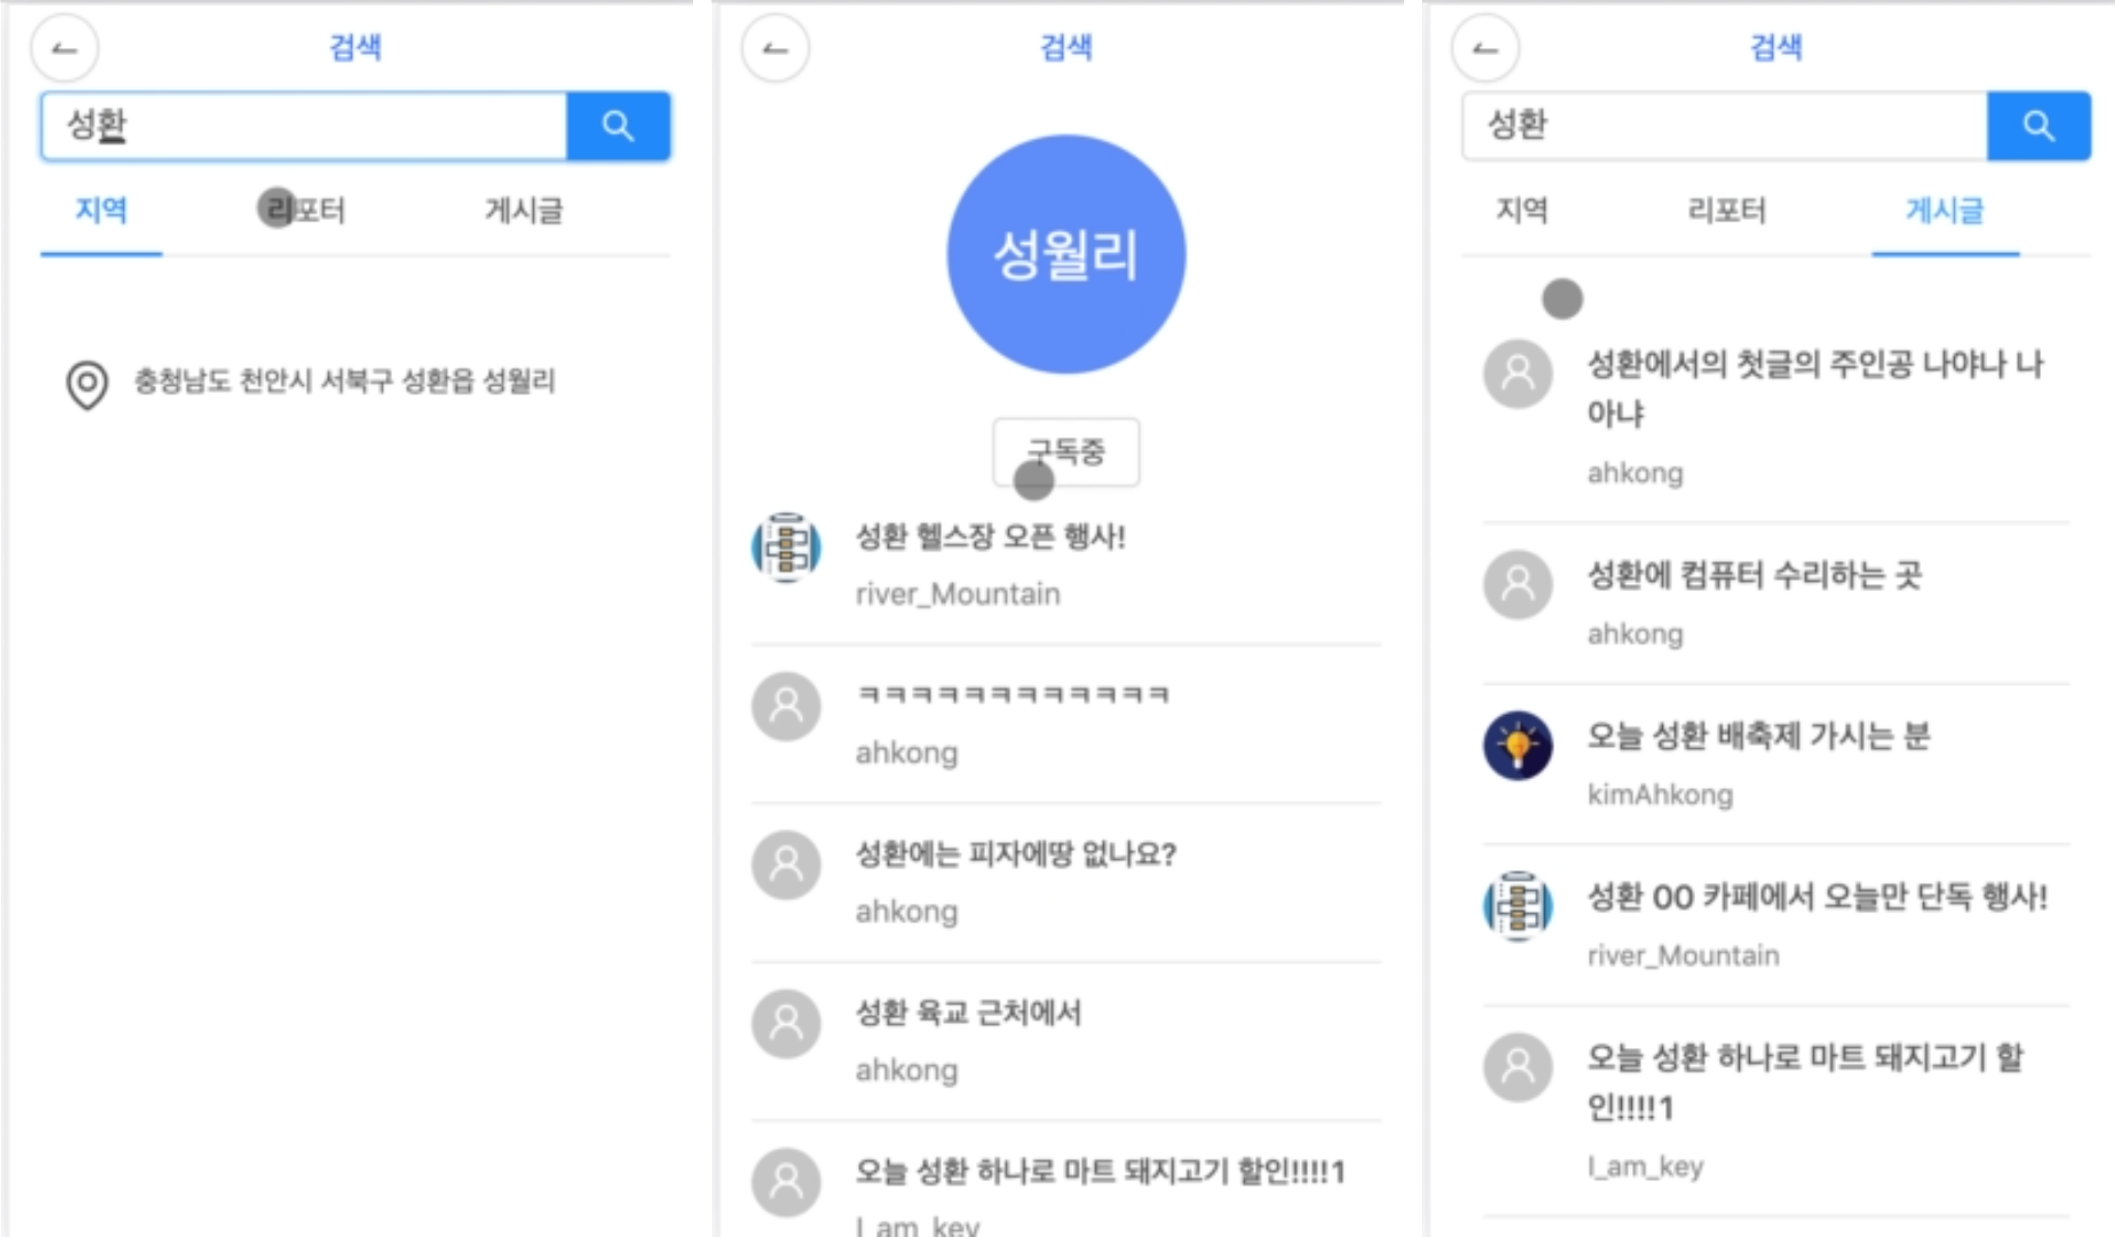 검색
성환
지역 리포터 게시글
충청남도 천안시 서북구 성환읍 성월리
검색
성월리
구독중
성환 헬스장 오픈 행사!
river_Mountain
ㅋㅋㅋㅋㅋㅋㅋㅋㅋㅋㅋㅋ
ahkong
성환에는 피자에땅 없나요?
ahkong
성환 육교 근처에서
ahkong
오늘 성환 하나로 마트 돼지고기 할인!!!!1
I_am_key
검색
성환
지역 리포터 게시글
성환에서의 첫글의 주인공 나야나 나
아냐
ahkong
성환에 컴퓨터 수리하는 곳
ahkong
오늘 성환 배축제 가시는 분
kimAhkong
성환 OO 카페에서 오늘만 단독 행사!
river_Mountain
오늘 성환 하나로 마트 돼지고기 할
인!!!!1
I_am_key